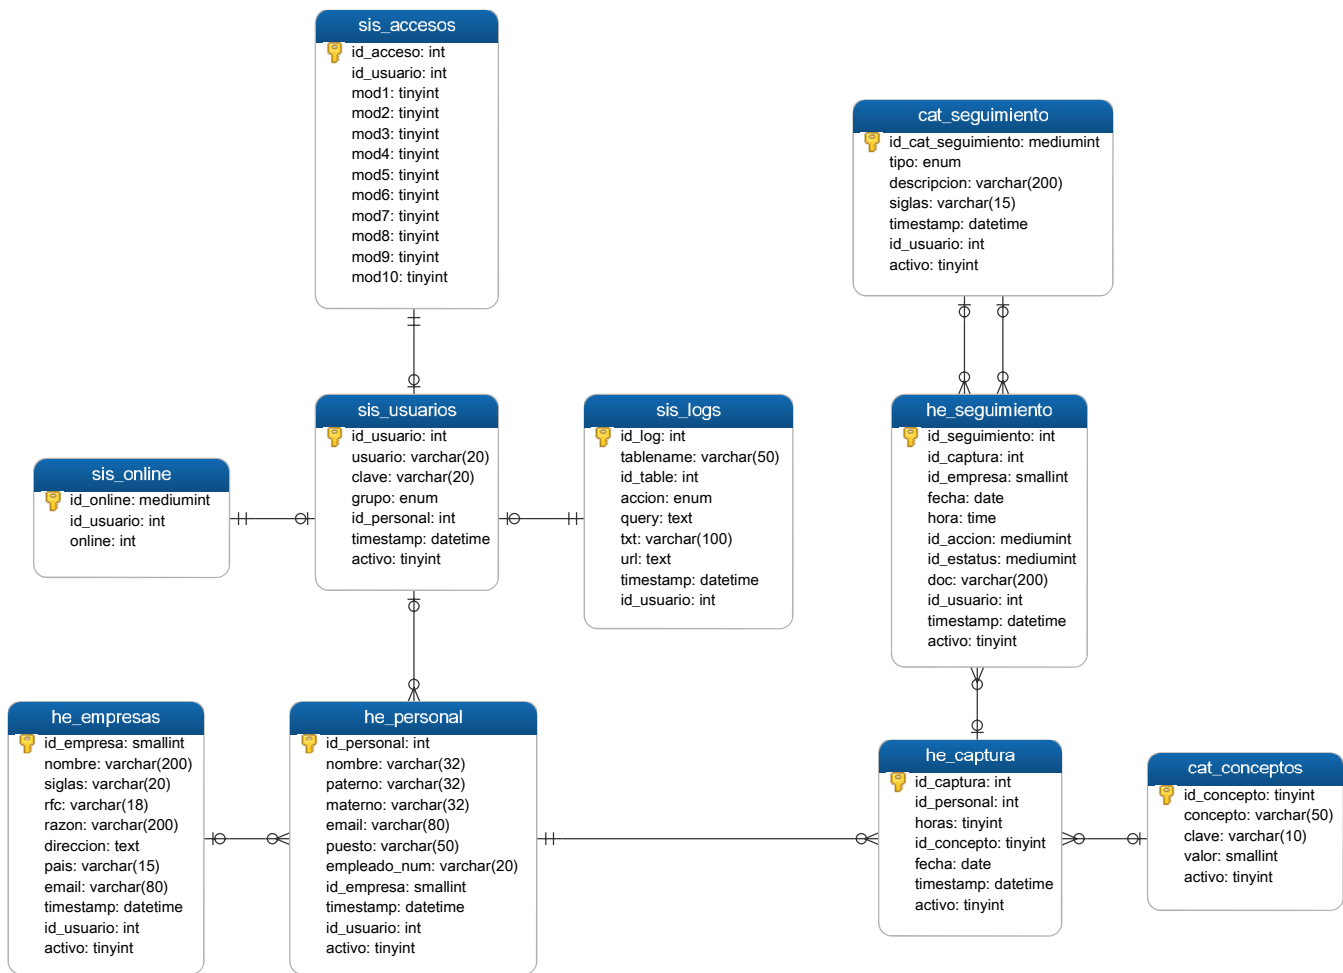 sis_accesos
id_acceso: int
id_usuario: int
mod1: tinyint
mod2: tinyint
mod3: tinyint
mod4: tinyint
mod5: tinyint
mod6: tinyint
mod7: tinyint
mod8: tinyint
mod9: tinyint
mod10: tinyint
cat_seguimiento
id_cat_seguimiento: mediumint
tipo: enum
descripcion: varchar(200)
siglas: varchar(15)
timestamp: datetime
id_usuario: int
activo: tinyint
sis_online
id_online: mediumint
id_usuario: int
online: int
sis_usuarios
id_usuario: int
usuario: varchar(20)
clave: varchar(20)
grupo: enum
id_personal: int
timestamp: datetime
activo: tinyint
sis_logs
id_log: int
tablename: varchar(50)
id_table: int
accion: enum
query: text
txt: varchar(100)
url: text
timestamp: datetime
id_usuario: int
he_seguimiento
id_seguimiento: int
id_captura: int
id_empresa: smallint
fecha: date
hora: time
id_accion: mediumint
id_estatus: mediumint
doc: varchar(200)
id_usuario: int
timestamp: datetime
activo: tinyint
he_empresas
id_empresa: smallint
nombre: varchar(200)
siglas: varchar(20)
rfc: varchar(18)
razon: varchar(200)
direccion: text
pais: varchar(15)
email: varchar(80)
timestamp: datetime
id_usuario: int
activo: tinyint
he_personal
id_personal: int
nombre: varchar(32)
paterno: varchar(32)
materno: varchar(32)
email: varchar(80)
puesto: varchar(50)
empleado_num: varchar(20)
id_empresa: smallint
timestamp: datetime
id_usuario: int
activo: tinyint
he_captura
id_captura: int
id_personal: int
horas: tinyint
id_concepto: tinyint
fecha: date
timestamp: datetime
activo: tinyint
cat_conceptos
id_concepto: tinyint
concepto: varchar(50)
clave: varchar(10)
valor: smallint
activo: tinyint